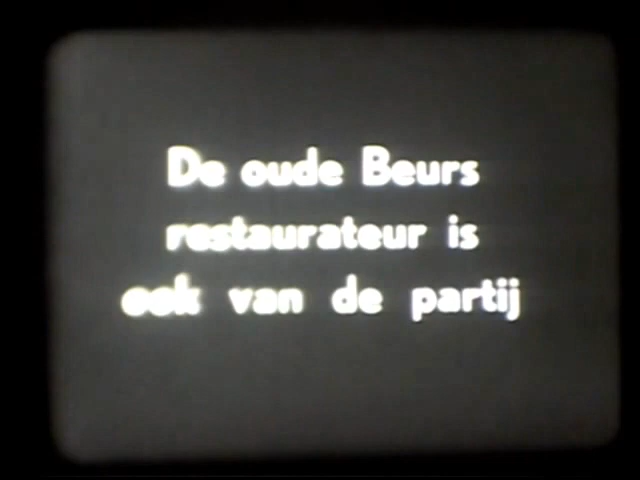 De oude Beurs
restaurateur is
ook van de partij